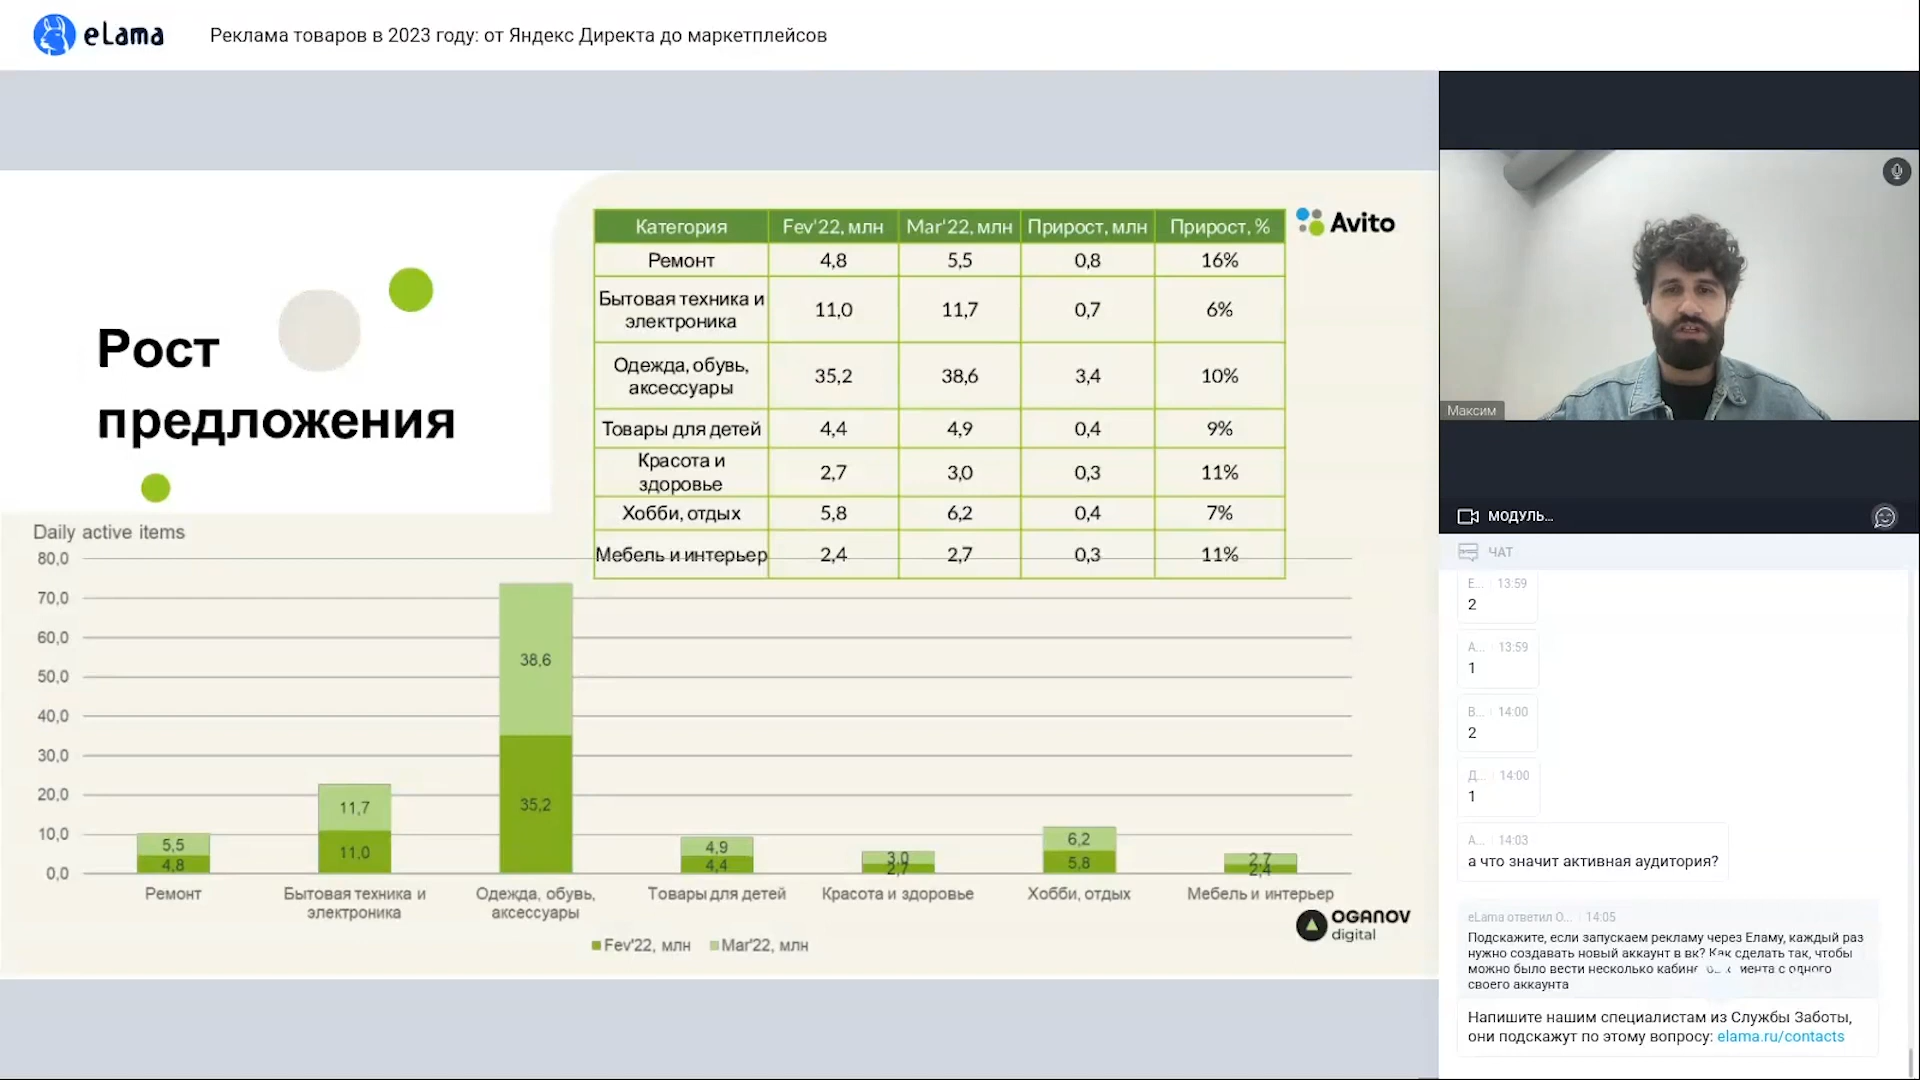 eLama
Реклама товаров в 2023 году: от Яндекс Директа до маркетплейсов
Рост
предложения
Категория Fev'22, млн Mar'22, млн Прирост, млн Прирост, %
Ремонт 4,8 5,5 0,8 16%
Бытовая техника и
электроника 11,0 11,7 0,7 6%
Одежда, обувь,
аксессуары 35,2 38,6 3,4 10%
Товары для детей 4,4 4,9 0,4 9%
Красота и
здоровье 2,7 3,0 0,3 11%
Хобби, отдых 5,8 6,2 0,4 7%
Мебель и интерьер 2,4 2,7 0,3 11%
Avito
Daily active items
80,0
70,0
60,0
50,0
40,0
30,0
20,0
10,0
0,0
5,5
4,8
11,7
11,0
38,6
35,2
4,9
4,4
3,0
2,7
6,2
5,8
2,7
2,4
Ремонт
Бытовая техника и
электроника
Одежда, обувь,
аксессуары
Товары для детей
Красота и здоровье
Хобби, отдых
Мебель и интерьер
Fev'22, млн Mar'22, млн
OGANOV
digital
Максим
МОДУЛЬ...
ЧАТ
Е... 13:59
2
А... 13:59
1
В... 14:00
2
Д... 14:00
1
А... 14:03
а что значит активная аудитория?
eLama ответил О... 14:05
Подскажите, если запускаем рекламу через Еламу, каждый раз
нужно создавать новый аккаунт в вк? Как сделать так, чтобы
можно было вести несколько с одного
своего аккаунта
Напишите нашим специалистам из Службы Заботы,
они подскажут по этому вопросу: elama.ru/contacts